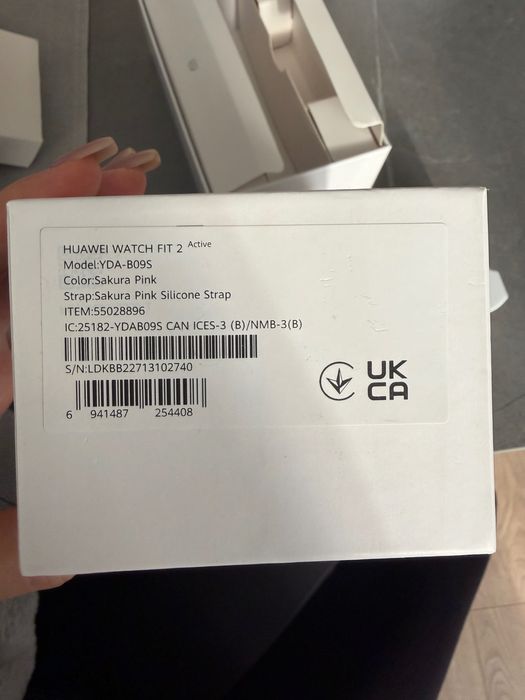 HUAWEI WATCH FIT 2 Active
Model:YDA-B09S
Color:Sakura Pink
Strap:Sakura Pink Silicone Strap
ITEM:55028896
IC:25182-YDAB09S CAN ICES-3 (B)/NMB-3(B)
S/N:LDKBB22713102740
6 941487 254408
UK
CA